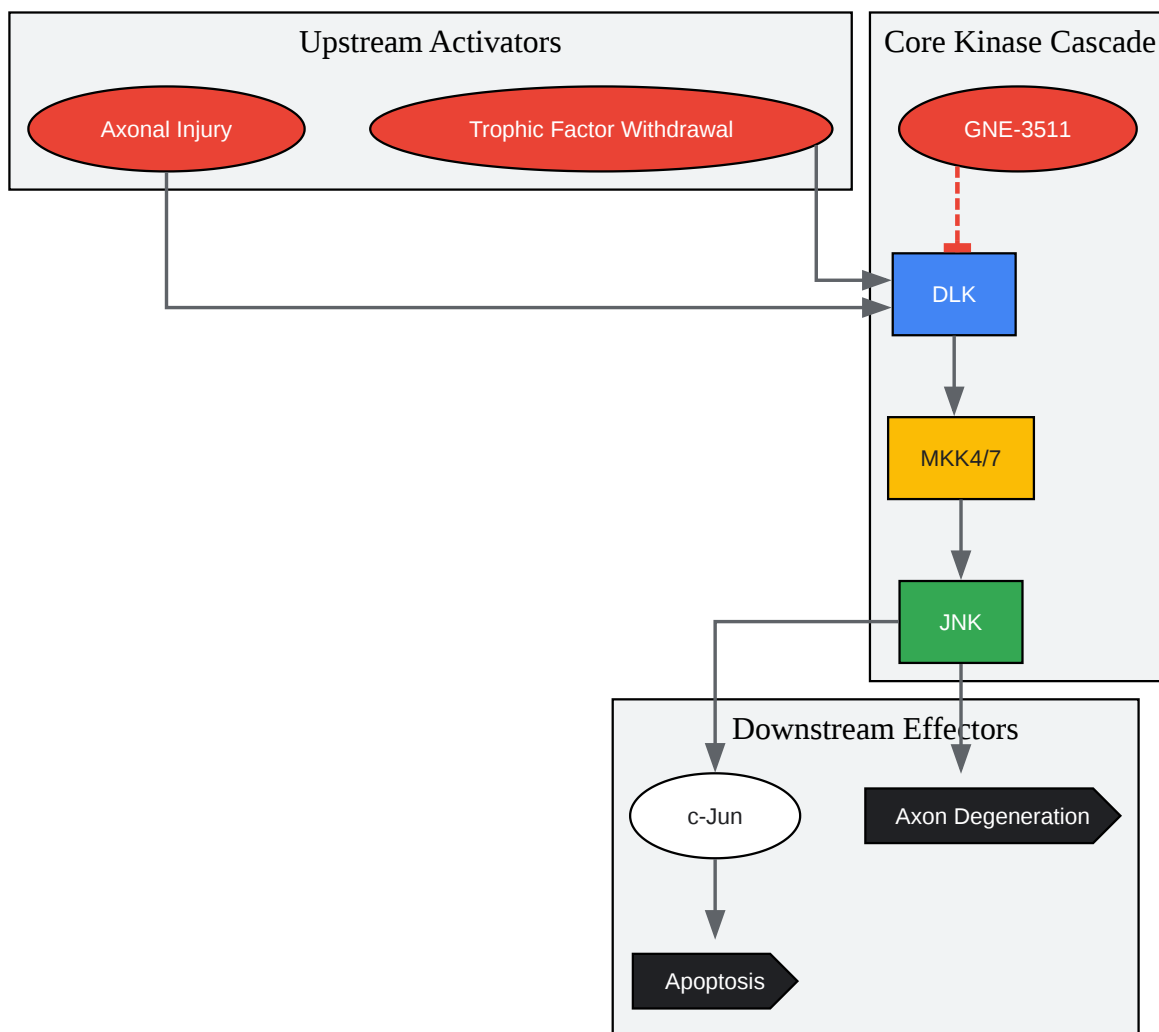 Upstream Activators
Core Kinase Cascade
Axonal Injury
Trophic Factor Withdrawal
GNE-3511
DLK
MKK4/7
JNK
Downstream Effectors
c-Jun
Axon Degeneration
Apoptosis